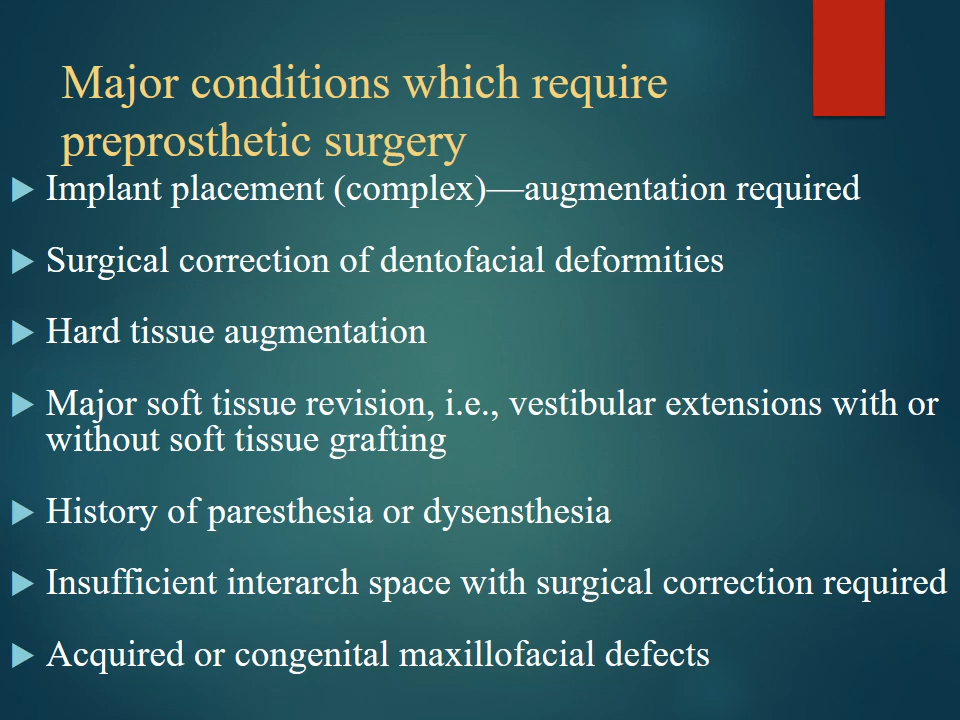 Major conditions which require
preprosthetic surgery
Implant placement (complex)—augmentation required
Surgical correction of dentofacial deformities
Hard tissue augmentation
Major soft tissue revision, i.e., vestibular extensions with or
without soft tissue grafting
History of paresthesia or dysensthesia
Insufficient interarch space with surgical correction required
Acquired or congenital maxillofacial defects